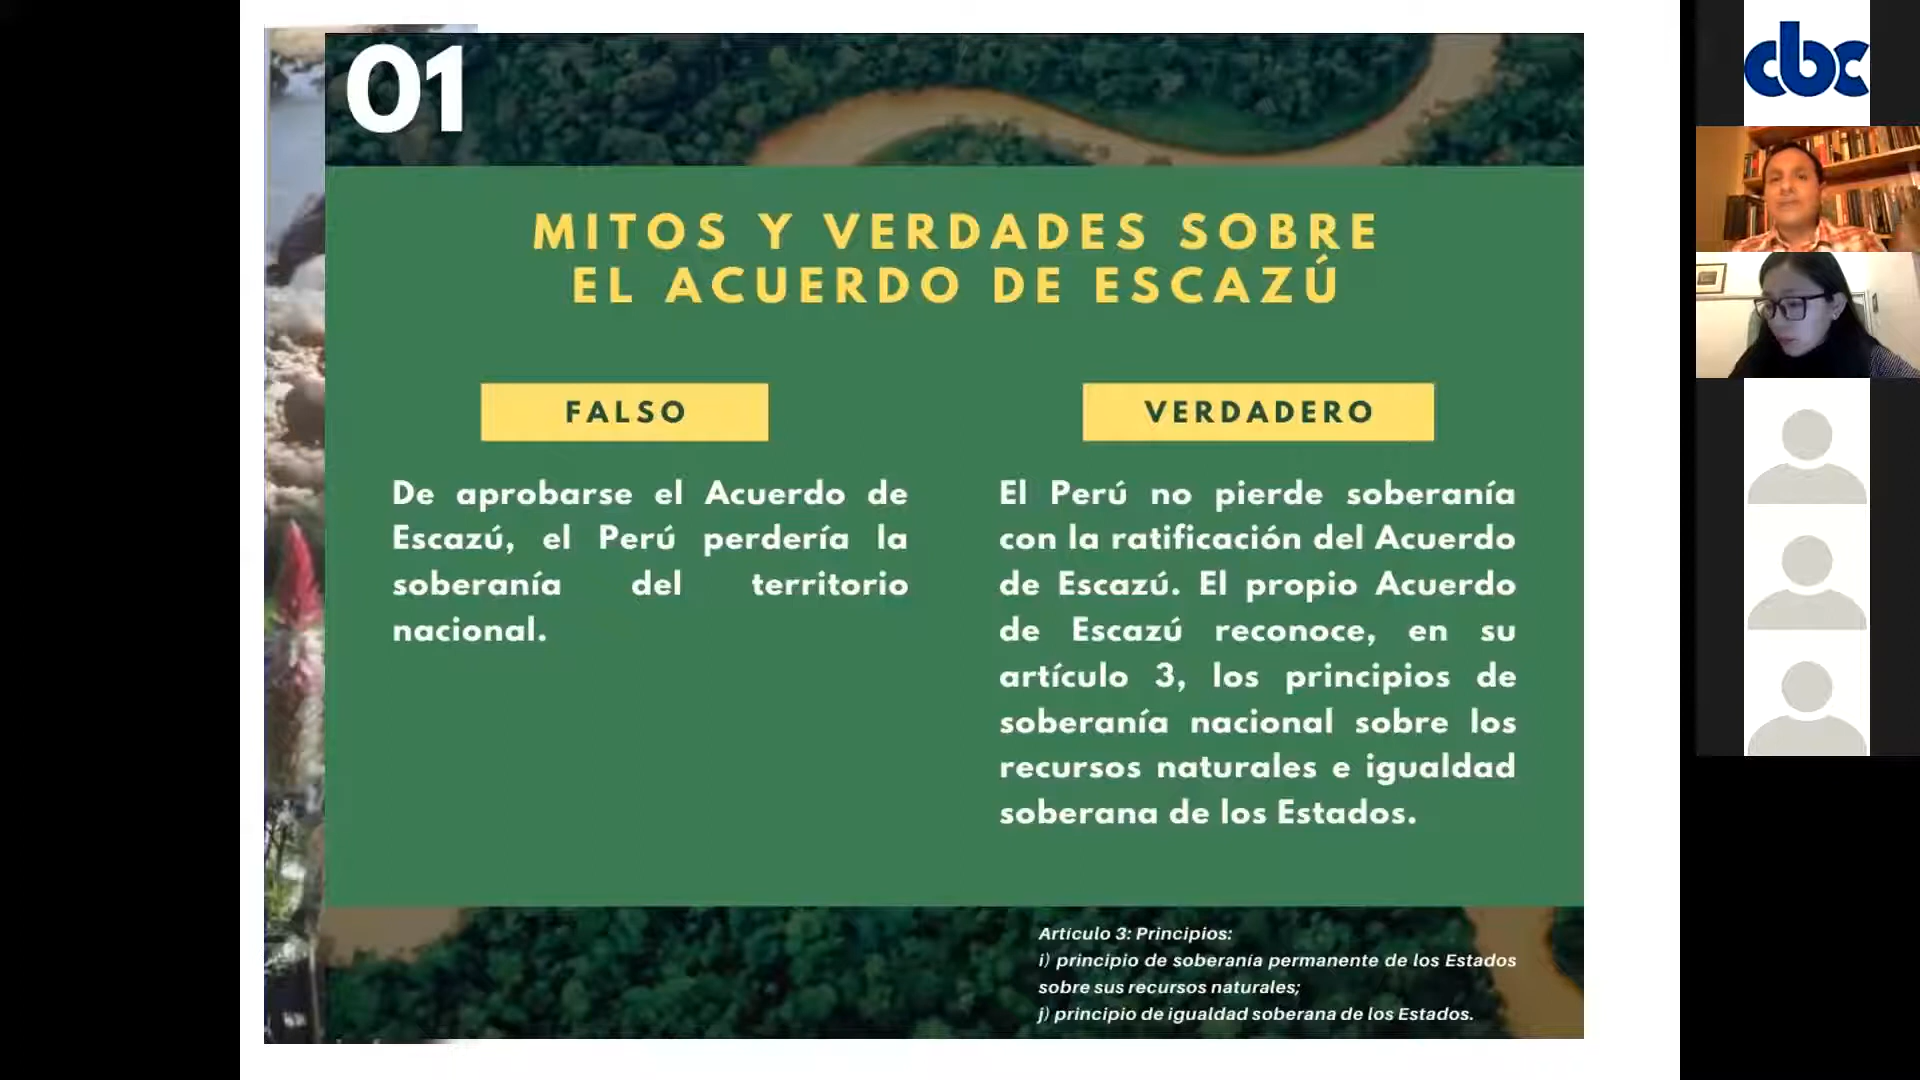 01
MITOS Y VERDADES SOBRE
EL ACUERDO DE ESCAZÚ
FALSO
De aprobarse el Acuerdo de
Escazú, el Perú perdería la
soberanía del territorio
nacional.
VERDADERO
El Perú no pierde soberanía
con la ratificación del Acuerdo
de Escazú. El propio Acuerdo
de Escazú reconoce, en su
artículo 3, los principios de
soberanía nacional sobre los
recursos naturales e igualdad
soberana de los Estados.
Artículo 3: Principios:
i) principio de soberanía permanente de los Estados
sobre sus recursos naturales;
j) principio de igualdad soberana de los Estados.
cbc